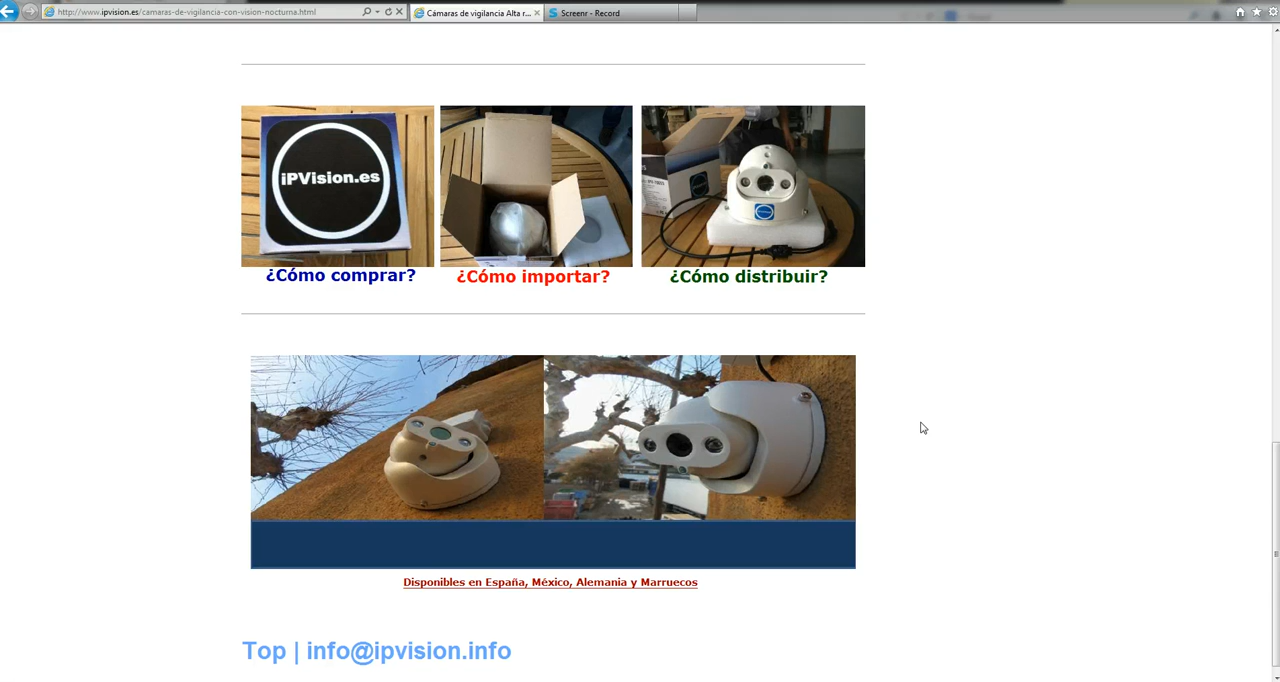 http://www.ipvision.es/camaras-de-vigilancia-con-vision-nocturna.html
Cámaras de vigilancia Alta r...
Screenr - Record
iPVision.es
¿Cómo comprar?
¿Cómo importar?
¿Cómo distribuir?
Disponibles en España, México, Alemania y Marruecos
Top | info@ipvision.info